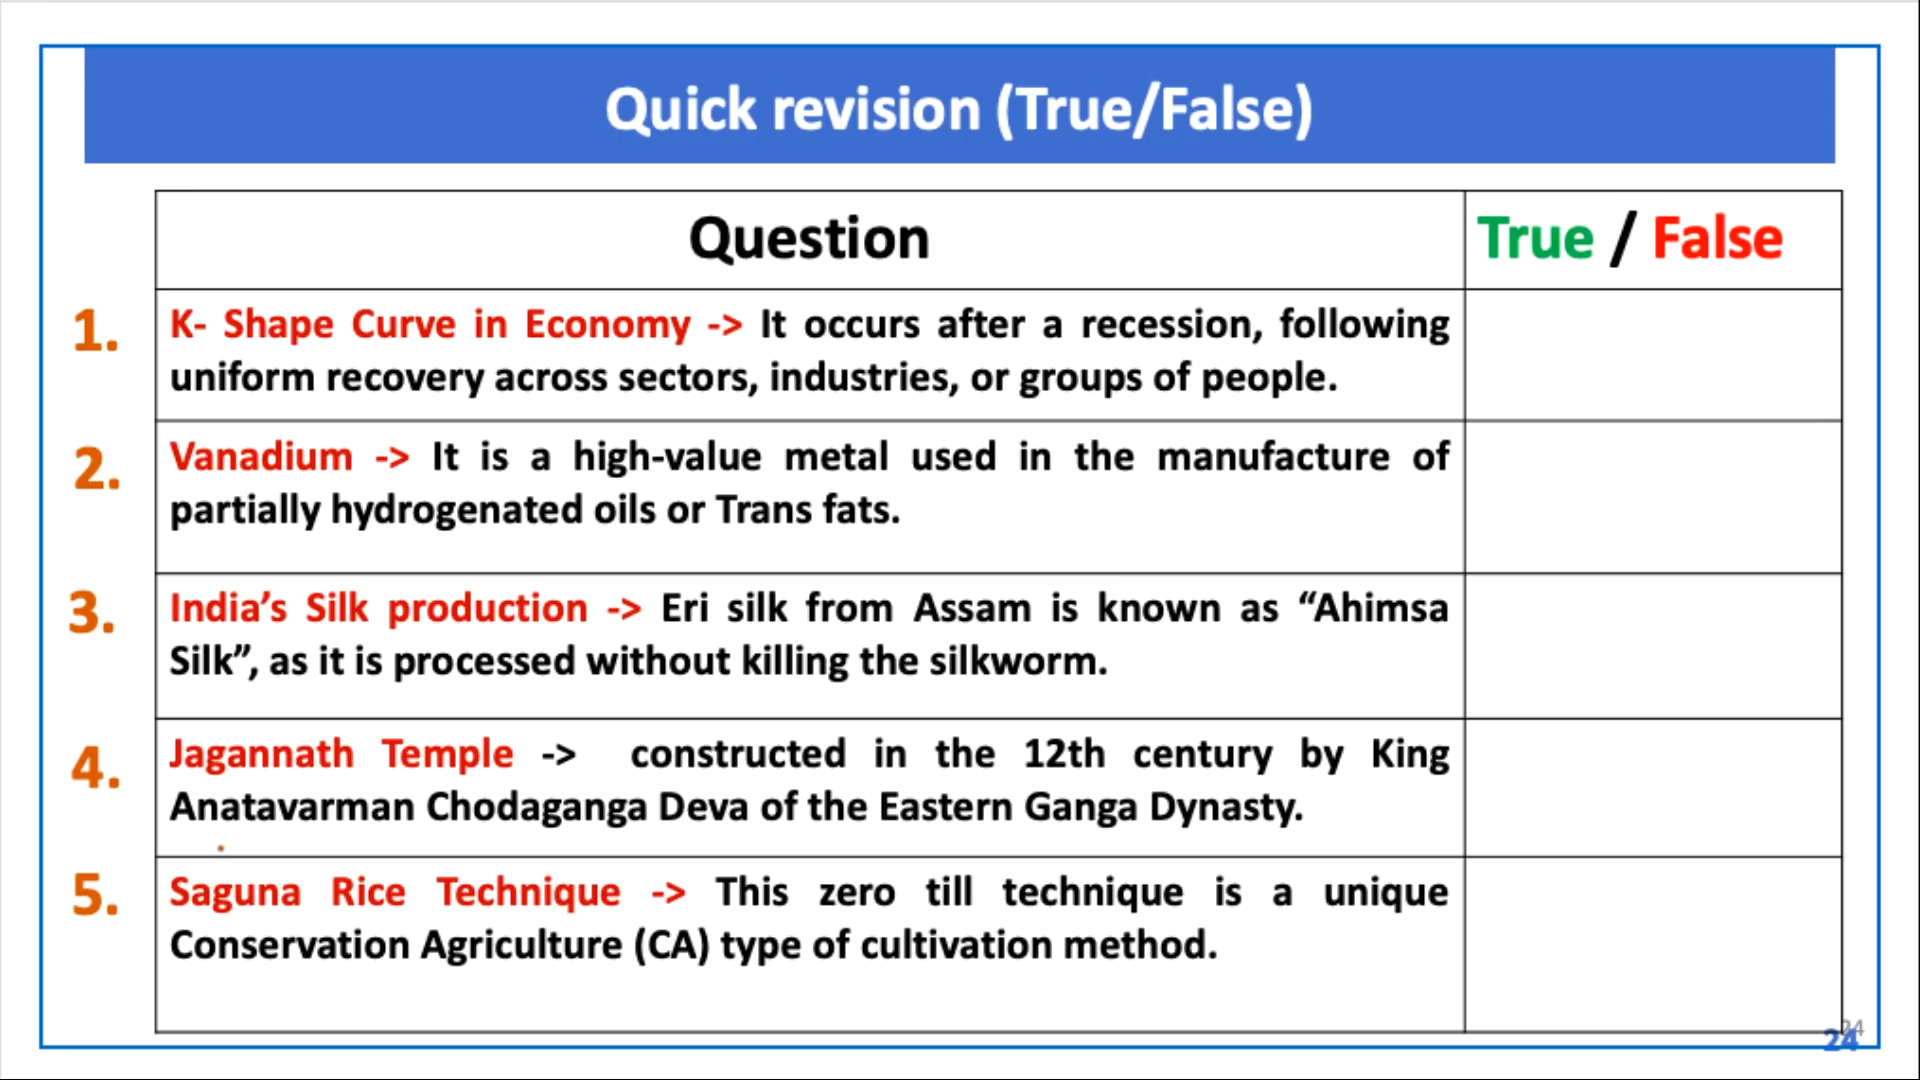 Quick revision (True/False)
Question
True / False
1.
K- Shape Curve in Economy -> It occurs after a recession, following
uniform recovery across sectors, industries, or groups of people.
2.
Vanadium -> It is a high-value metal used in the manufacture of
partially hydrogenated oils or Trans fats.
3.
India’s Silk production -> Eri silk from Assam is known as “Ahimsa
Silk”, as it is processed without killing the silkworm.
4.
Jagannath Temple -> constructed in the 12th century by King
Anatavarman Chodaganga Deva of the Eastern Ganga Dynasty.
5.
Saguna Rice Technique -> This zero till technique is a unique
Conservation Agriculture (CA) type of cultivation method.
24
24